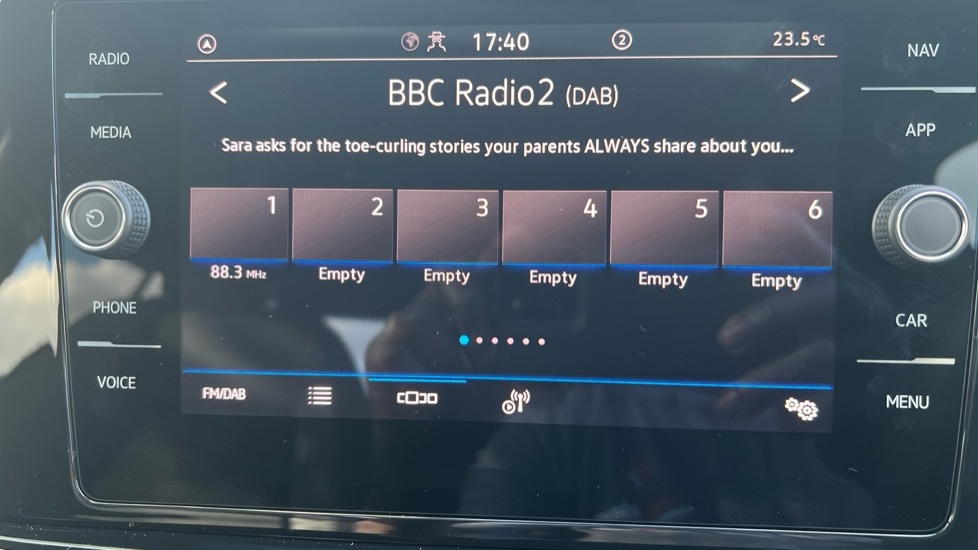 RADIO
MEDIA
PHONE
VOICE
17:40
2
23.5°C
BBC Radio2 (DAB)
Sara asks for the toe-curling stories your parents ALWAYS share about you...
1 2 3 4 5 6
88.3 MHz Empty Empty Empty Empty Empty
FM/DAB
NAV
APP
CAR
MENU